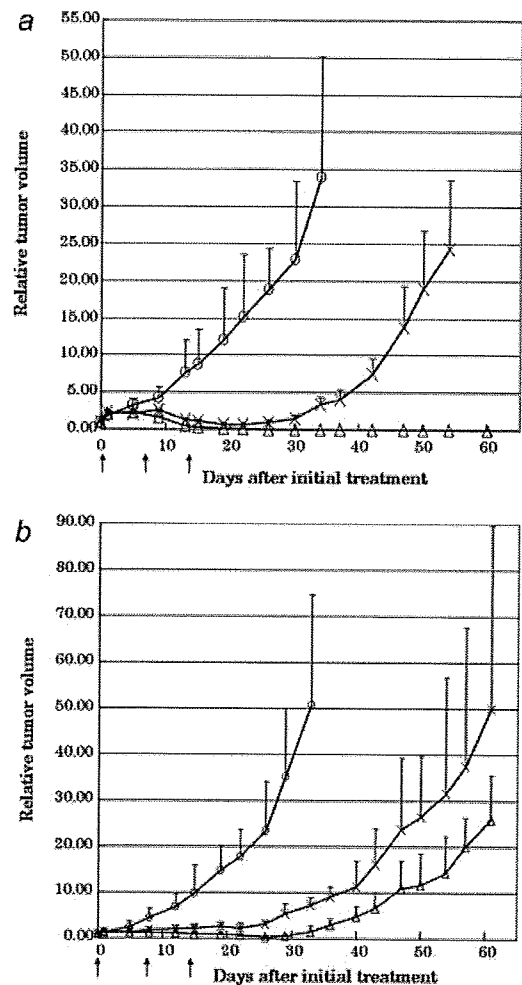 a
55.00
50.00
45.00
40.00
35.00
30.00
25.00
20.00
15.00
10.00
5.00
0.00
Relative tumor volume
0 10 20 30 40 50 60
Days after initial treatment
b
90.00
80.00
70.00
60.00
50.00
40.00
30.00
20.00
10.00
0.00
Relative tumor volume
0 10 20 30 40 50 60
Days after initial treatment